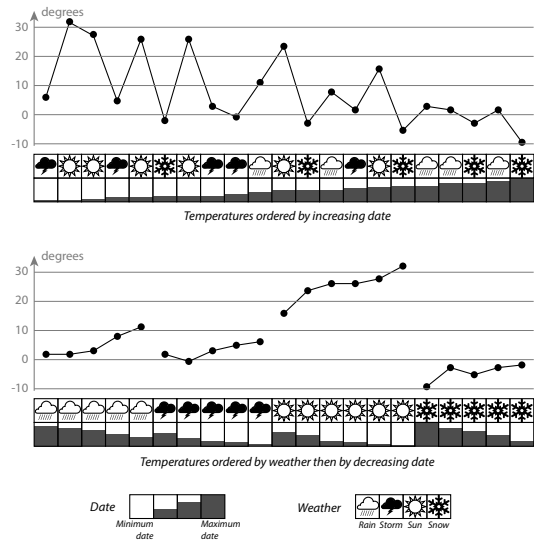 degrees
30
20
10
0
-10
Temperatures ordered by increasing date
degrees
30
20
10
0
-10
Temperatures ordered by weather then by decreasing date
Date
Minimum date
Maximum date
Weather
Rain Storm Sun Snow